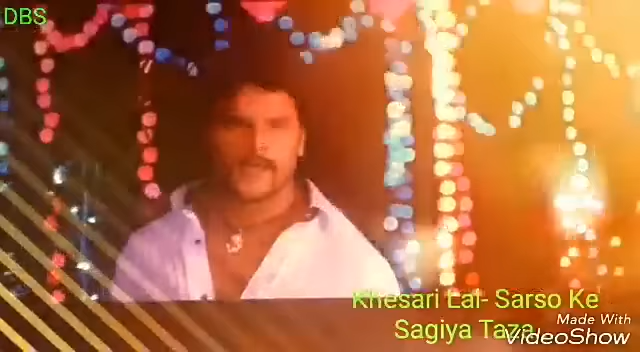 DBS
Khesari Lal- Sarso Ke
Sagiya Taza
Made With
VideoShow